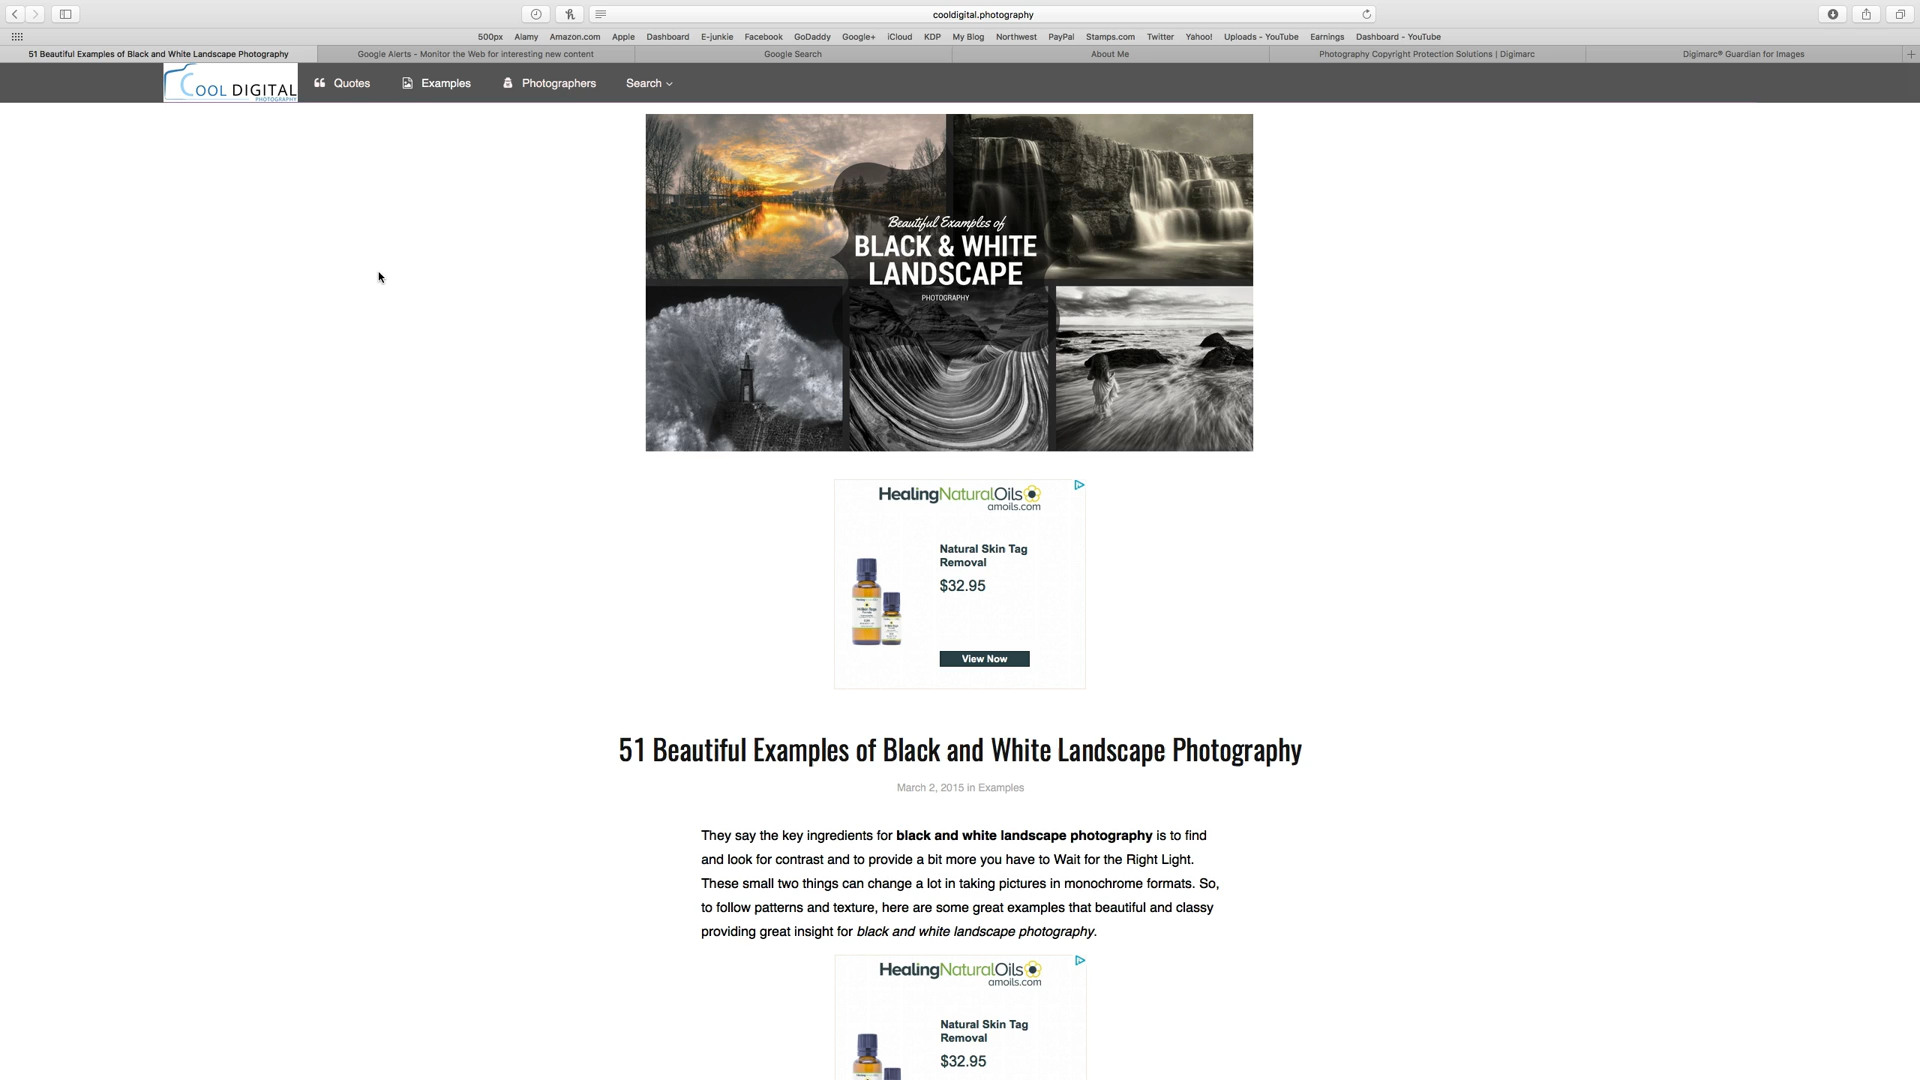 cooldigital.photography
500px Alamy Amazon.com Apple Dashboard E-junkie Facebook GoDaddy Google+ iCloud KDP My Blog Northwest PayPal Stamps.com Twitter Yahoo! Uploads - YouTube Earnings Dashboard - YouTube
51 Beautiful Examples of Black and White Landscape Photography Google Alerts - Monitor the Web for interesting new content Google Search About Me Photography Copyright Protection Solutions | Digimarc Digimarc® Guardian for Images
COOL DIGITAL
PHOTOGRAPHY
Quotes Examples Photographers Search
Beautiful Examples of
BLACK & WHITE
LANDSCAPE
PHOTOGRAPHY
HealingNaturalOils
amoils.com
Natural Skin Tag
Removal
$32.95
View Now
51 Beautiful Examples of Black and White Landscape Photography
March 2, 2015 in Examples
They say the key ingredients for black and white landscape photography is to find
and look for contrast and to provide a bit more you have to Wait for the Right Light.
These small two things can change a lot in taking pictures in monochrome formats. So,
to follow patterns and texture, here are some great examples that beautiful and classy
providing great insight for black and white landscape photography.
HealingNaturalOils
amoils.com
Natural Skin Tag
Removal
$32.95